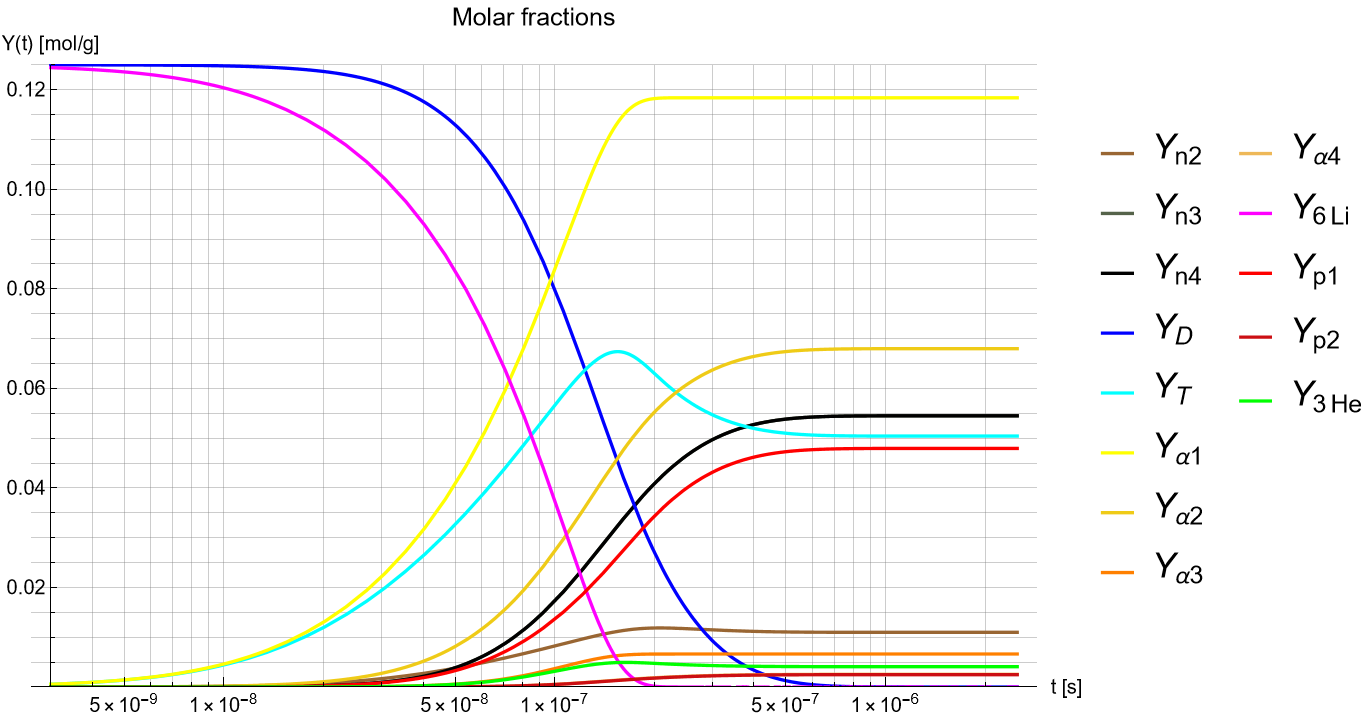 Molar fractions
Y(t) [mol/g]
0.12
0.10
0.08
0.06
0.04
0.02
5×10⁻⁹ 1×10⁻⁸ 5×10⁻⁸ 1×10⁻⁷ 5×10⁻⁷ 1×10⁻⁶
t [s]
Yn2
Yn3
Yn4
YD
YT
Yα1
Yα2
Yα3
Yα4
Y6 Li
Yp1
Yp2
Y3 He